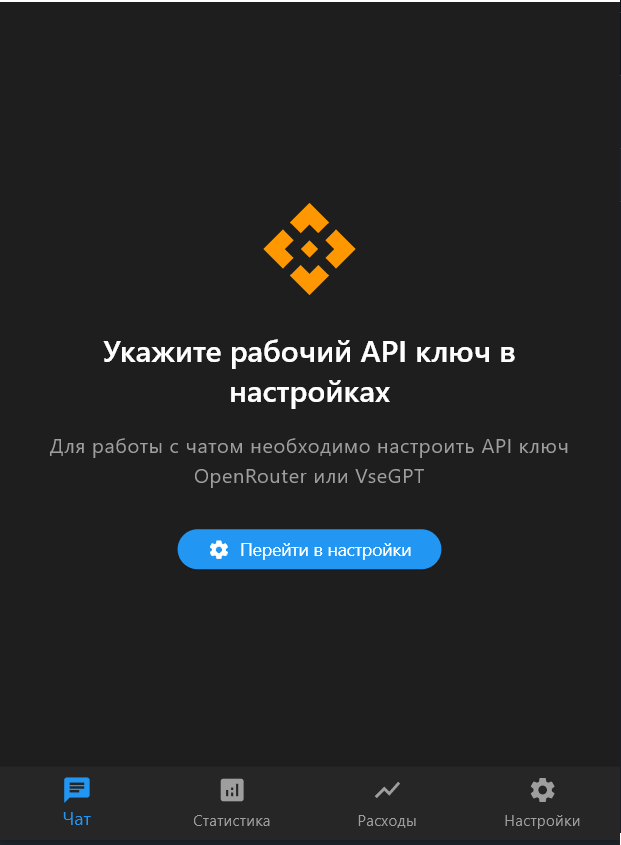 Укажите рабочий API ключ в
настройках
Для работы с чатом необходимо настроить API ключ
OpenRouter или VseGPT
Перейти в настройки
Чат
Статистика
Расходы
Настройки